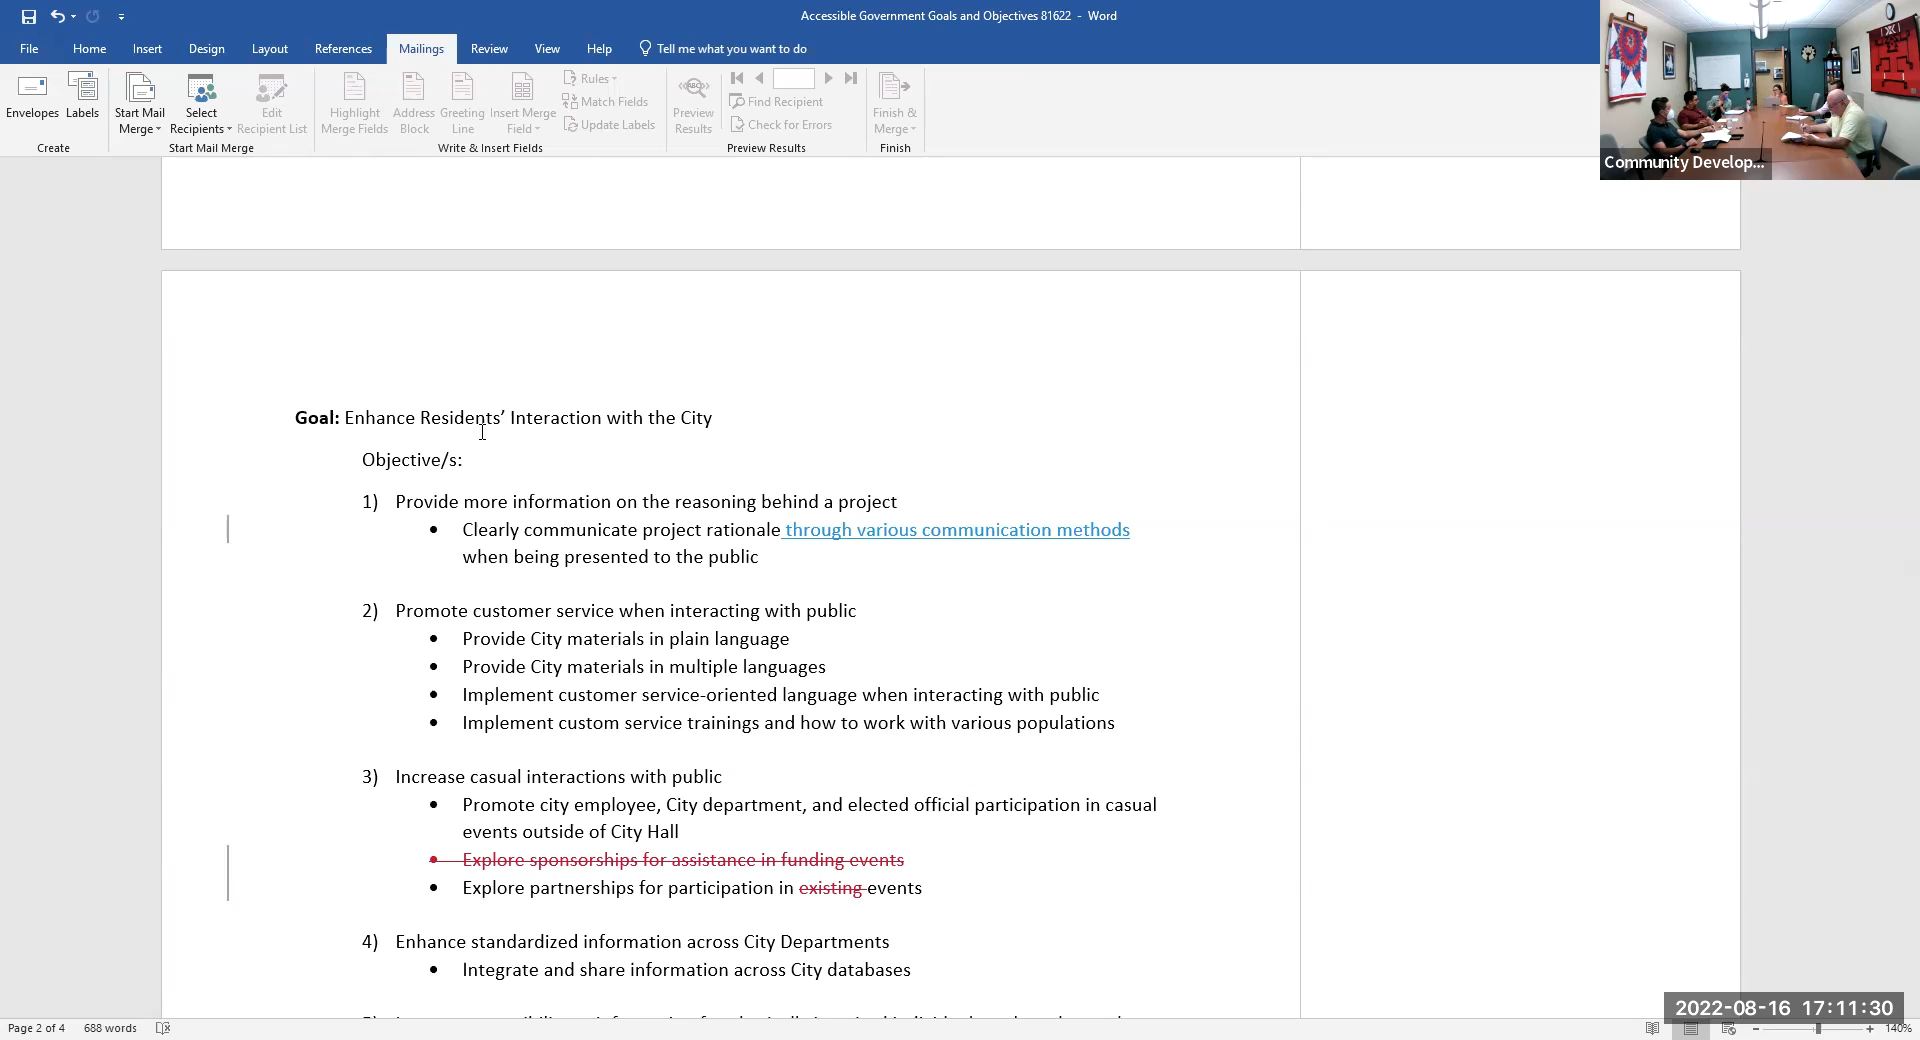 Accessible Government Goals and Objectives 81622 - Word
File Home Insert Design Layout References Mailings Review View Help Tell me what you want to do
Envelopes Labels Start Mail Merge Select Recipients Edit Recipient List Highlight Merge Fields Address Block Greeting Line Insert Merge Field Rules Match Fields Update Labels ABC Preview Results Find Recipient Check for Errors Finish & Merge
Create Start Mail Merge Write & Insert Fields Preview Results Finish
Community Develop...
Goal: Enhance Residents’ Interaction with the City
Objective/s:
1) Provide more information on the reasoning behind a project
• Clearly communicate project rationale through various communication methods
when being presented to the public
2) Promote customer service when interacting with public
• Provide City materials in plain language
• Provide City materials in multiple languages
• Implement customer service-oriented language when interacting with public
• Implement custom service trainings and how to work with various populations
3) Increase casual interactions with public
• Promote city employee, City department, and elected official participation in casual
events outside of City Hall
• Explore sponsorships for assistance in funding events
• Explore partnerships for participation in existing events
4) Enhance standardized information across City Departments
• Integrate and share information across City databases
2022-08-16 17:11:30
Page 2 of 4 688 words 140%